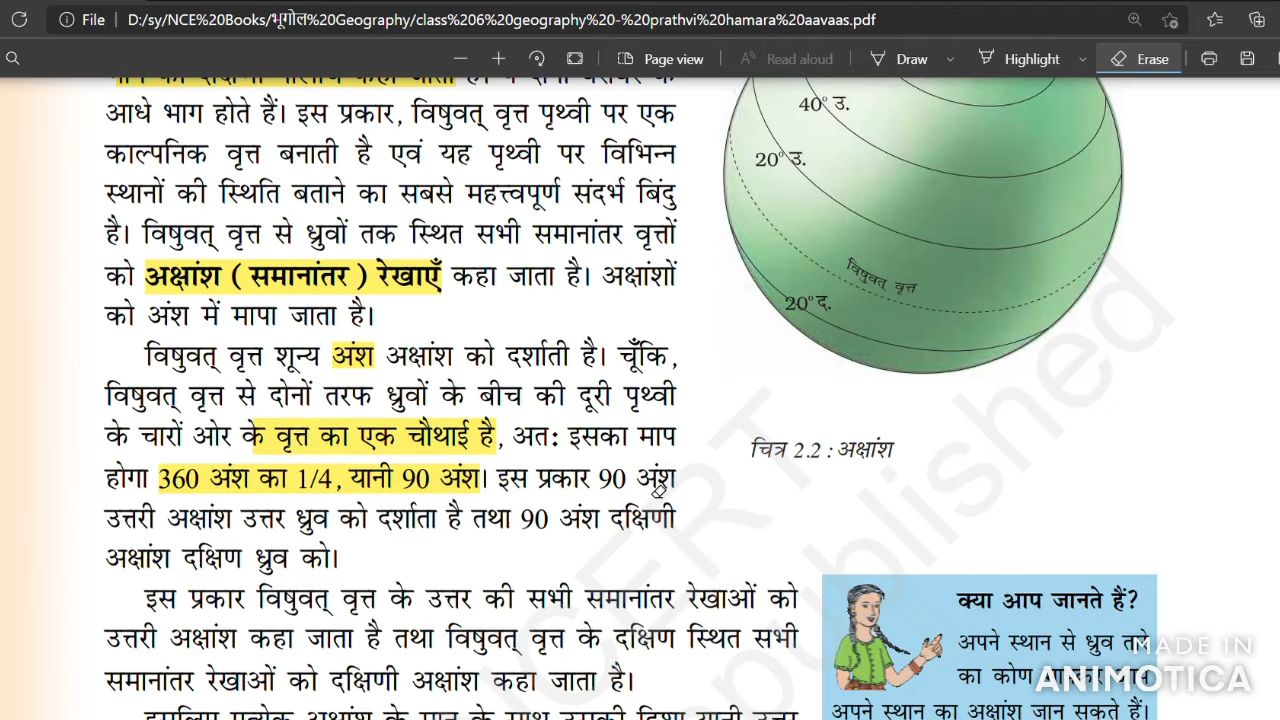 File
D:/sy/NCE%20Books/भूगोल%20Geography/class%206%20geography%20-%20prathvi%20hamara%20aavaas.pdf
Page view
Read aloud
Draw
Highlight
Erase
आधे भाग होते हैं। इस प्रकार, विषुवत् वृत्त पृथ्वी पर एक
काल्पनिक वृत्त बनाती है एवं यह पृथ्वी पर विभिन्न
स्थानों की स्थिति बताने का सबसे महत्त्वपूर्ण संदर्भ बिंदु
है। विषुवत् वृत्त से ध्रुवों तक स्थित सभी समानांतर वृत्तों
को अक्षांश ( समानांतर ) रेखाएँ कहा जाता है। अक्षांशों
को अंश में मापा जाता है।
विषुवत् वृत्त शून्य अंश अक्षांश को दर्शाती है। चूँकि,
विषुवत् वृत्त से दोनों तरफ ध्रुवों के बीच की दूरी पृथ्वी
के चारों ओर के वृत्त का एक चौथाई है, अतः इसका माप
होगा 360 अंश का 1/4, यानी 90 अंश। इस प्रकार 90 अंश
उत्तरी अक्षांश उत्तर ध्रुव को दर्शाता है तथा 90 अंश दक्षिणी
अक्षांश दक्षिण ध्रुव को।
इस प्रकार विषुवत् वृत्त के उत्तर की सभी समानांतर रेखाओं को
उत्तरी अक्षांश कहा जाता है तथा विषुवत् वृत्त के दक्षिण स्थित सभी
समानांतर रेखाओं को दक्षिणी अक्षांश कहा जाता है।
40° उ.
20° उ.
विषुवत् वृत्त
20° द.
चित्र 2.2 : अक्षांश
क्या आप जानते हैं?
अपने स्थान से ध्रुव
का कोण
अपने स्थान का अक्षांश जान सकते हैं।
MADE IN
ANIMOTICA
published